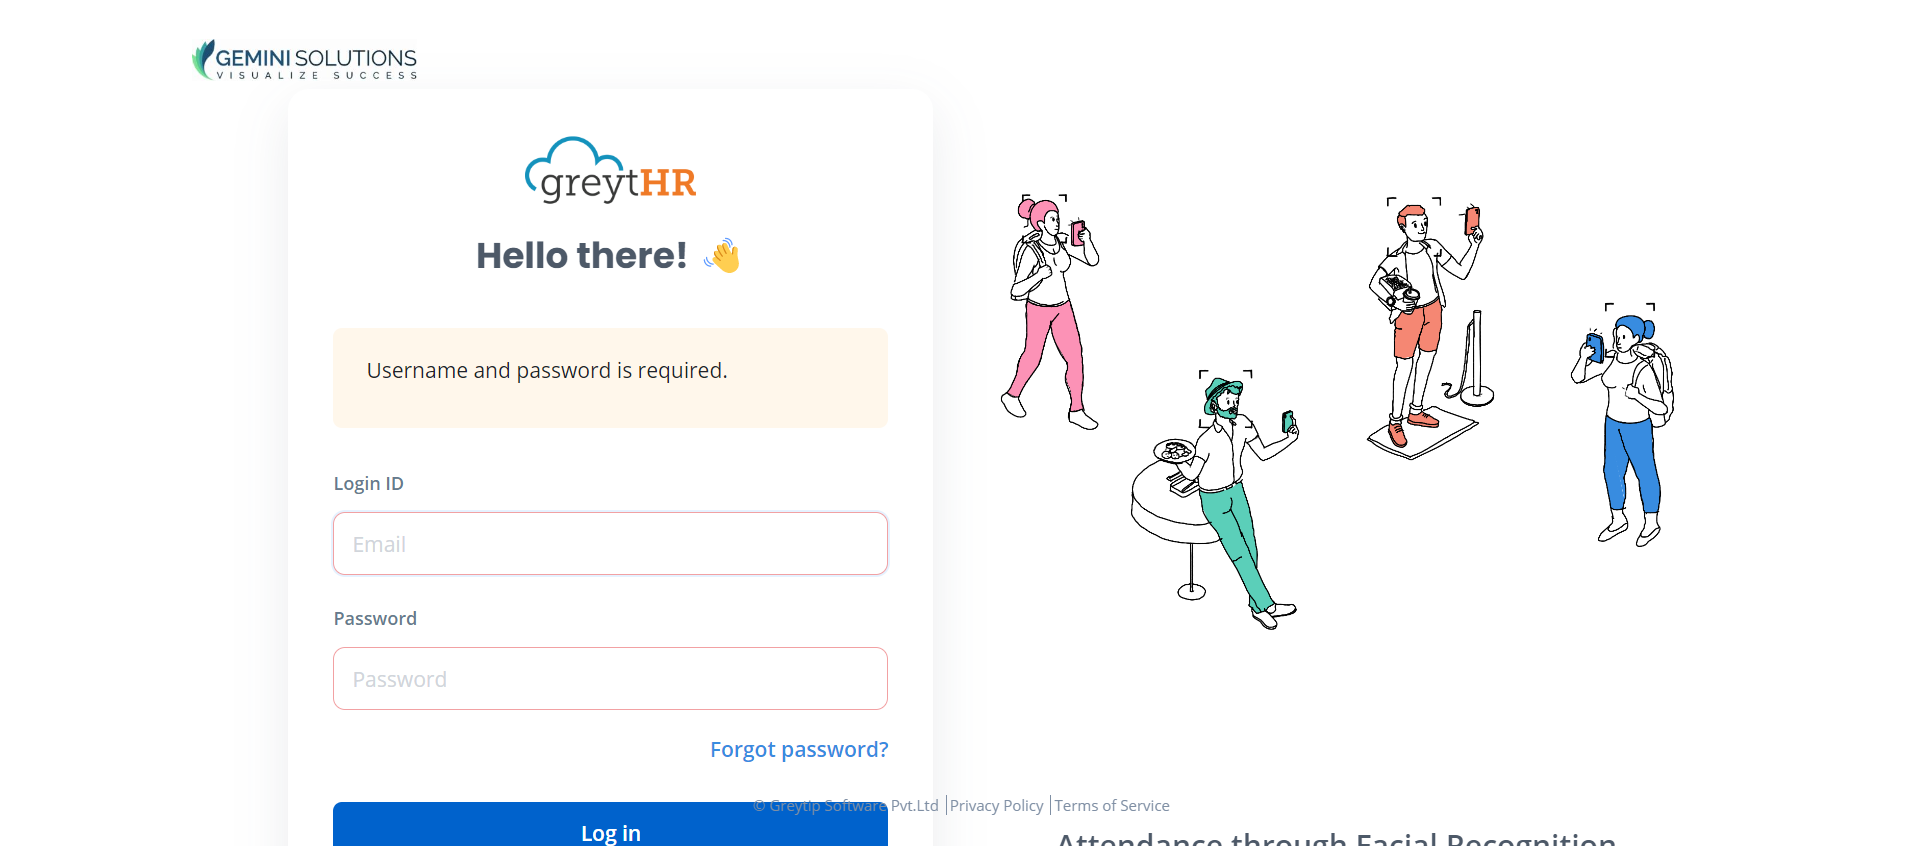 GEMINI SOLUTIONS
VISUALIZE SUCCESS
greytHR
Hello there!
Username and password is required.
Login ID
Email
Password
Password
Forgot password?
Log in
© Greytip Software Pvt.Ltd | Privacy Policy | Terms of Service
Attendance through Facial Recognition